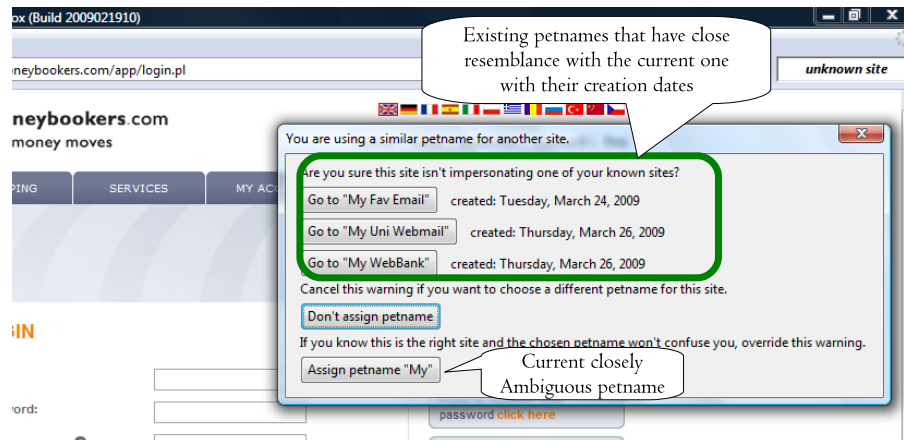 ox (Build 2009021910)
Existing petnames that have close
resemblance with the current one
with their creation dates
neybookers.com/app/login.pl
unknown site
neybookers.com
money moves
You are using a similar petname for another site.
PING SERVICES MY AC
Are you sure this site isn't impersonating one of your known sites?
Go to "My Fav Email" created: Tuesday, March 24, 2009
Go to "My Uni Webmail" created: Thursday, March 26, 2009
Go to "My WebBank" created: Thursday, March 26, 2009
Cancel this warning if you want to choose a different petname for this site.
Don't assign petname
If you know this is the right site and the chosen petname won't confuse you, override this warning.
Assign petname "My"
Current closely
Ambiguous petname
GIN
word:
password click here